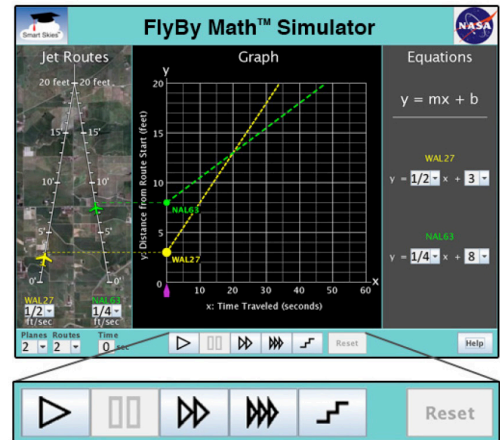 FlyBy Math™ Simulator
Smart Skies™
NASA
Jet Routes
Graph
Equations
20 feet 20 feet
15' 15'
10' 10'
5' 5'
0' 0'
WAL27 NAL63
1/2 1/4
ft/sec ft/sec
y
20
15
10
5
0
0 10 20 30 40 50 60
x
y: Distance from Route Start (feet)
x: Time Traveled (seconds)
NAL63
WAL27
y = mx + b
WAL27
y = 1/2 x + 3
NAL63
y = 1/4 x + 8
Planes Routes Time
2 2 0 sec
Reset
Help
Reset